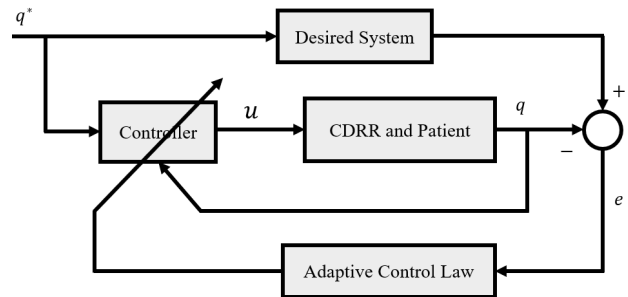 q*
Desired System
+
Controller
u
CDRR and Patient
q
−
e
Adaptive Control Law